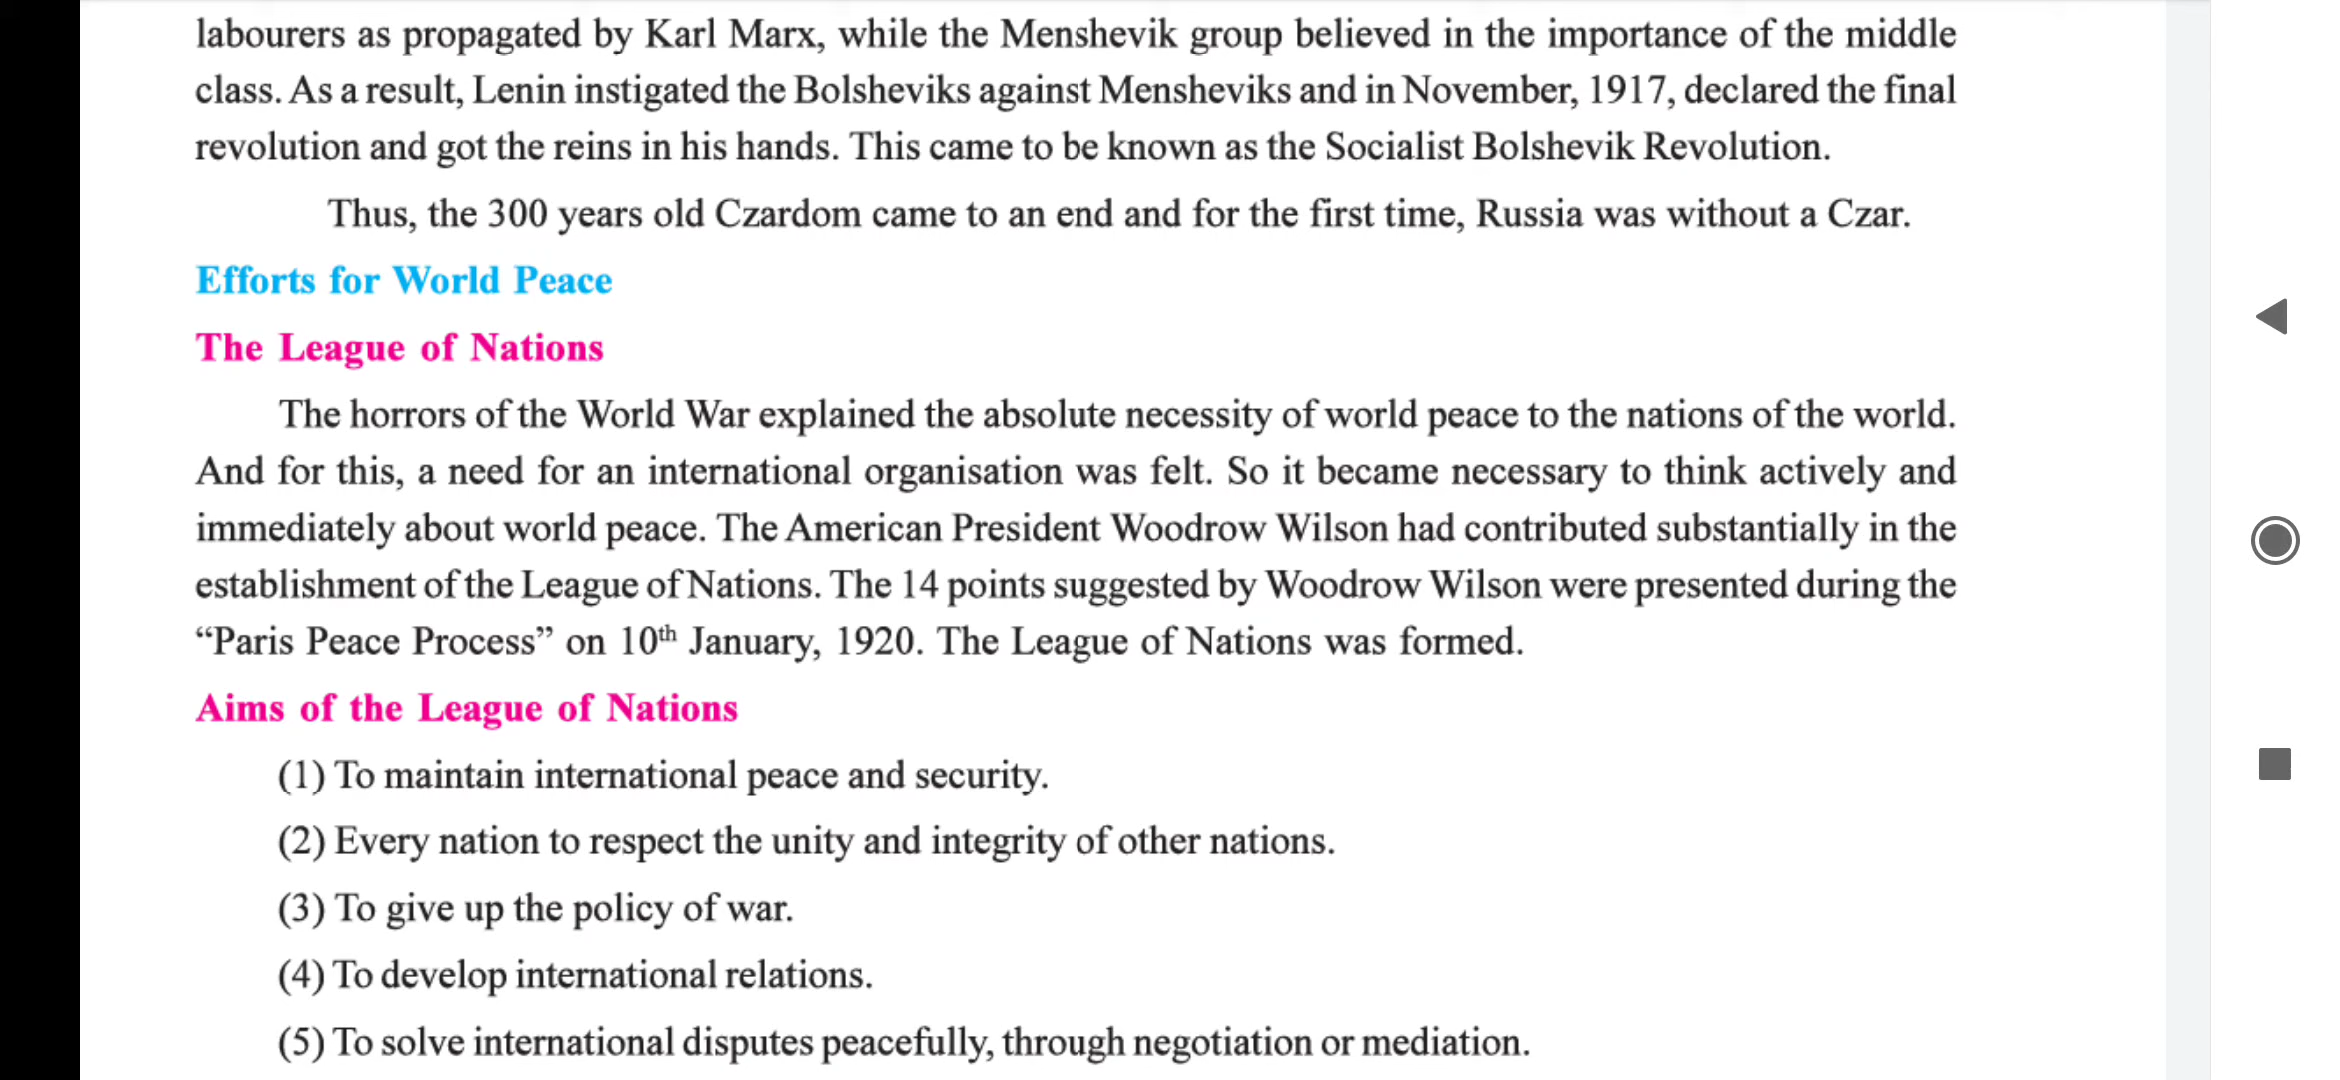 labourers as propagated by Karl Marx, while the Menshevik group believed in the importance of the middle
class. As a result, Lenin instigated the Bolsheviks against Mensheviks and in November, 1917, declared the final
revolution and got the reins in his hands. This came to be known as the Socialist Bolshevik Revolution.
Thus, the 300 years old Czardom came to an end and for the first time, Russia was without a Czar.
Efforts for World Peace
The League of Nations
The horrors of the World War explained the absolute necessity of world peace to the nations of the world.
And for this, a need for an international organisation was felt. So it became necessary to think actively and
immediately about world peace. The American President Woodrow Wilson had contributed substantially in the
establishment of the League of Nations. The 14 points suggested by Woodrow Wilson were presented during the
“Paris Peace Process” on 10th January, 1920. The League of Nations was formed.
Aims of the League of Nations
(1) To maintain international peace and security.
(2) Every nation to respect the unity and integrity of other nations.
(3) To give up the policy of war.
(4) To develop international relations.
(5) To solve international disputes peacefully, through negotiation or mediation.